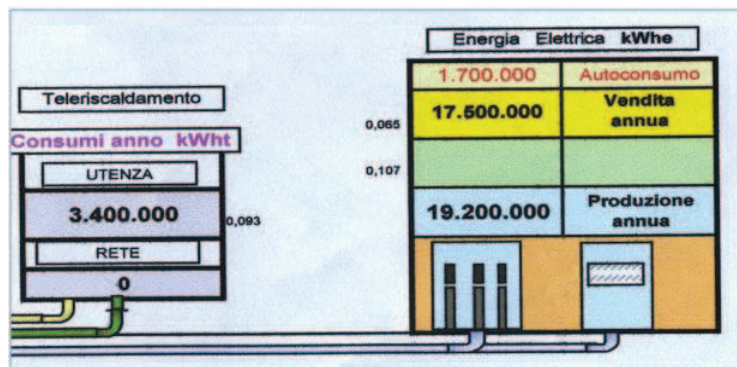 Teleriscaldamento
Consumi anno kWht
UTENZA
3.400.000
0,093
RETE
0
Energia Elettrica kWhe
1.700.000 Autoconsumo
0,065
17.500.000 Vendita
annua
0,107
19.200.000 Produzione
annua